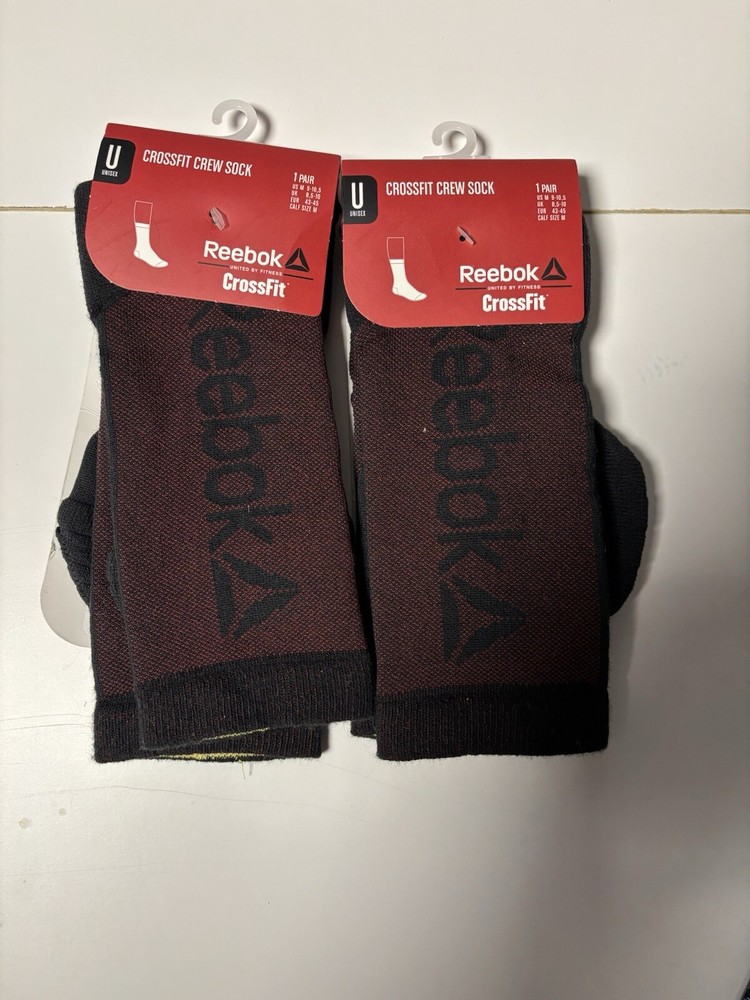 U
UNISEX
CROSSFIT CREW SOCK
1 PAIR
US M 9-10,5
UK 8,5-10
EUR 43-45
CALF SIZE M
Reebok
UNITED BY FITNESS
CrossFit
Reebok
U
UNISEX
CROSSFIT CREW SOCK
1 PAIR
US M 9-10,5
UK 8,5-10
EUR 43-45
CALF SIZE M
Reebok
UNITED BY FITNESS
CrossFit
Reebok